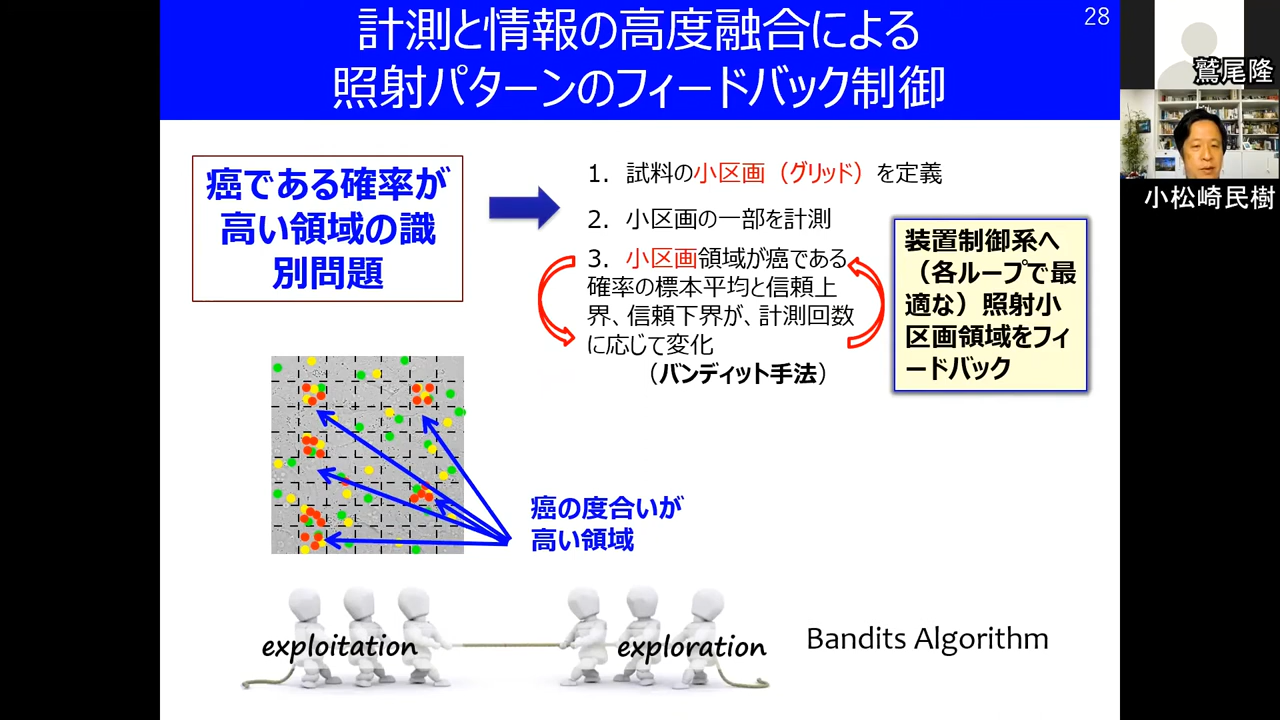 計測と情報の高度融合による
照射パターンのフィードバック制御
28
鷲尾隆
小松崎民樹
癌である確率が
高い領域の識
別問題
1. 試料の小区画（グリッド）を定義
2. 小区画の一部を計測
3. 小区画領域が癌である
確率の標本平均と信頼上
界、信頼下界が、計測回数
に応じて変化
（バンディット手法）
装置制御系へ
（各ループで最
適な）照射小
区画領域をフィ
ードバック
癌の度合いが
高い領域
exploitation
exploration
Bandits Algorithm